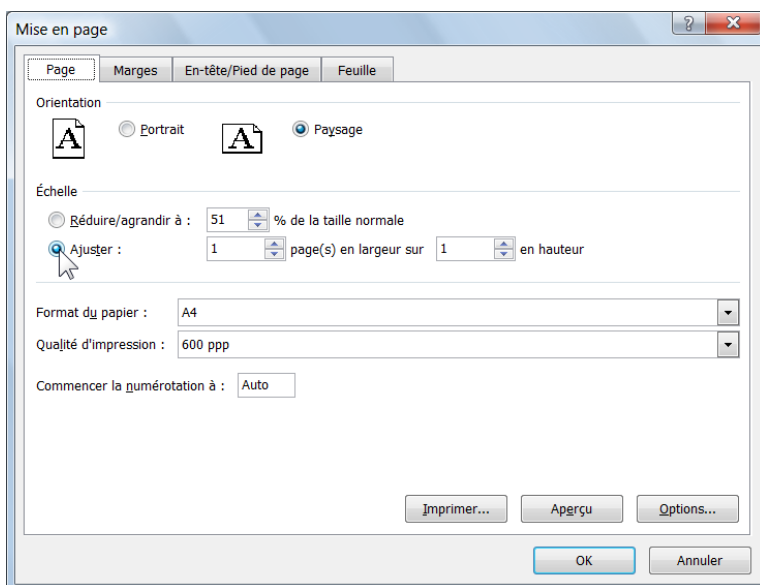 Mise en page
Page Marges En-tête/Pied de page Feuille
Orientation
A Portrait A Paysage
Échelle
Réduire/agrandir à : 51 % de la taille normale
Ajuster : 1 page(s) en largeur sur 1 en hauteur
Format du papier : A4
Qualité d'impression : 600 ppp
Commencer la numérotation à : Auto
Imprimer... Aperçu Options...
OK Annuler